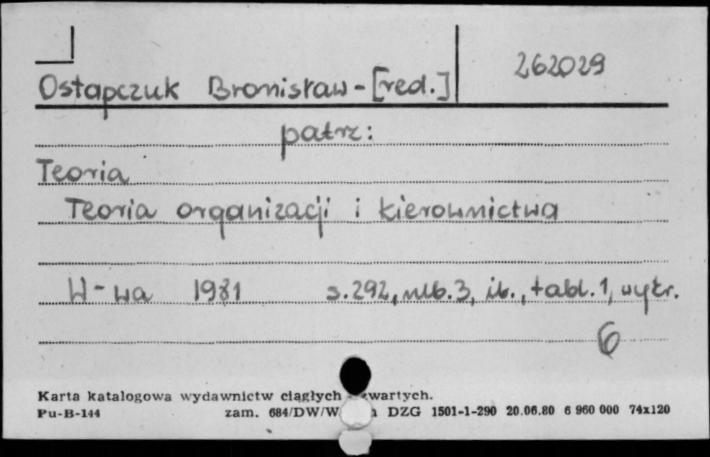 262029
Ostapczuk Bronisław - [red.]
patrz:
Teoria
Teoria organizacji i kierownictwa
W-wa 1981 s.292, nlb.3, il., tabl.1, wykr.
6
Karta katalogowa wydawnictw ciągłych
Pu-B-144 zam. 684/DW/W DZG 1501-1-290 20.06.80 6 960 000 74x120